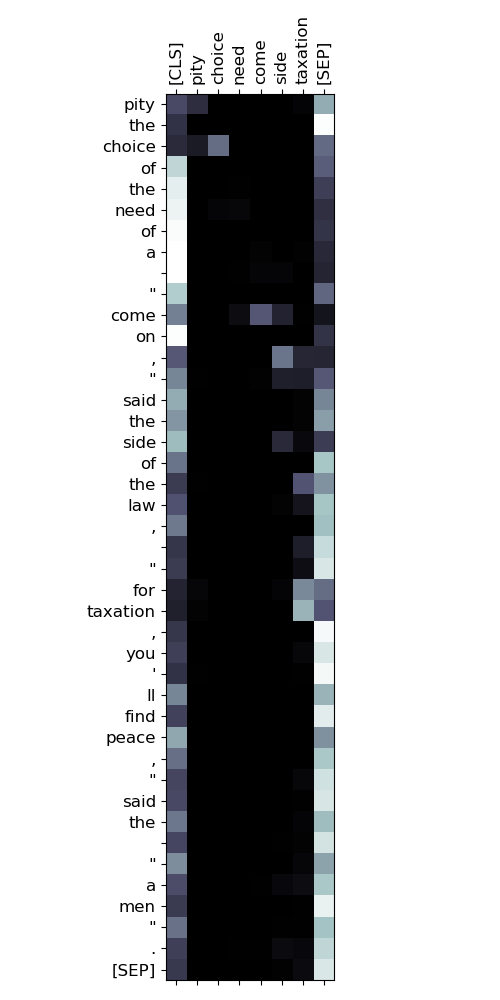 [CLS]
pity
choice
need
come
side
taxation
[SEP]
pity
the
choice
of
the
need
of
a
"
come
on
,
"
said
the
side
of
the
law
,
"
for
taxation
,
you
'
ll
find
peace
,
"
said
the
"
a
men
"
.
[SEP]